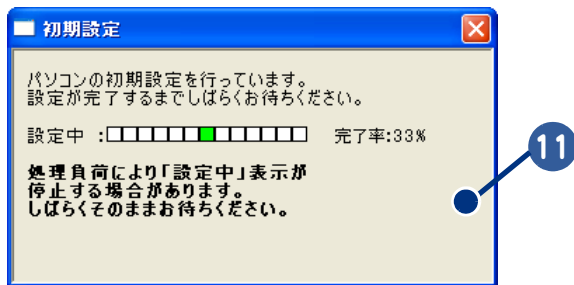 初期設定
パソコンの初期設定を行っています。
設定が完了するまでしばらくお待ちください。
設定中 : 完了率:33%
処理負荷により「設定中」表示が
停止する場合があります。
しばらくそのままお待ちください。
11